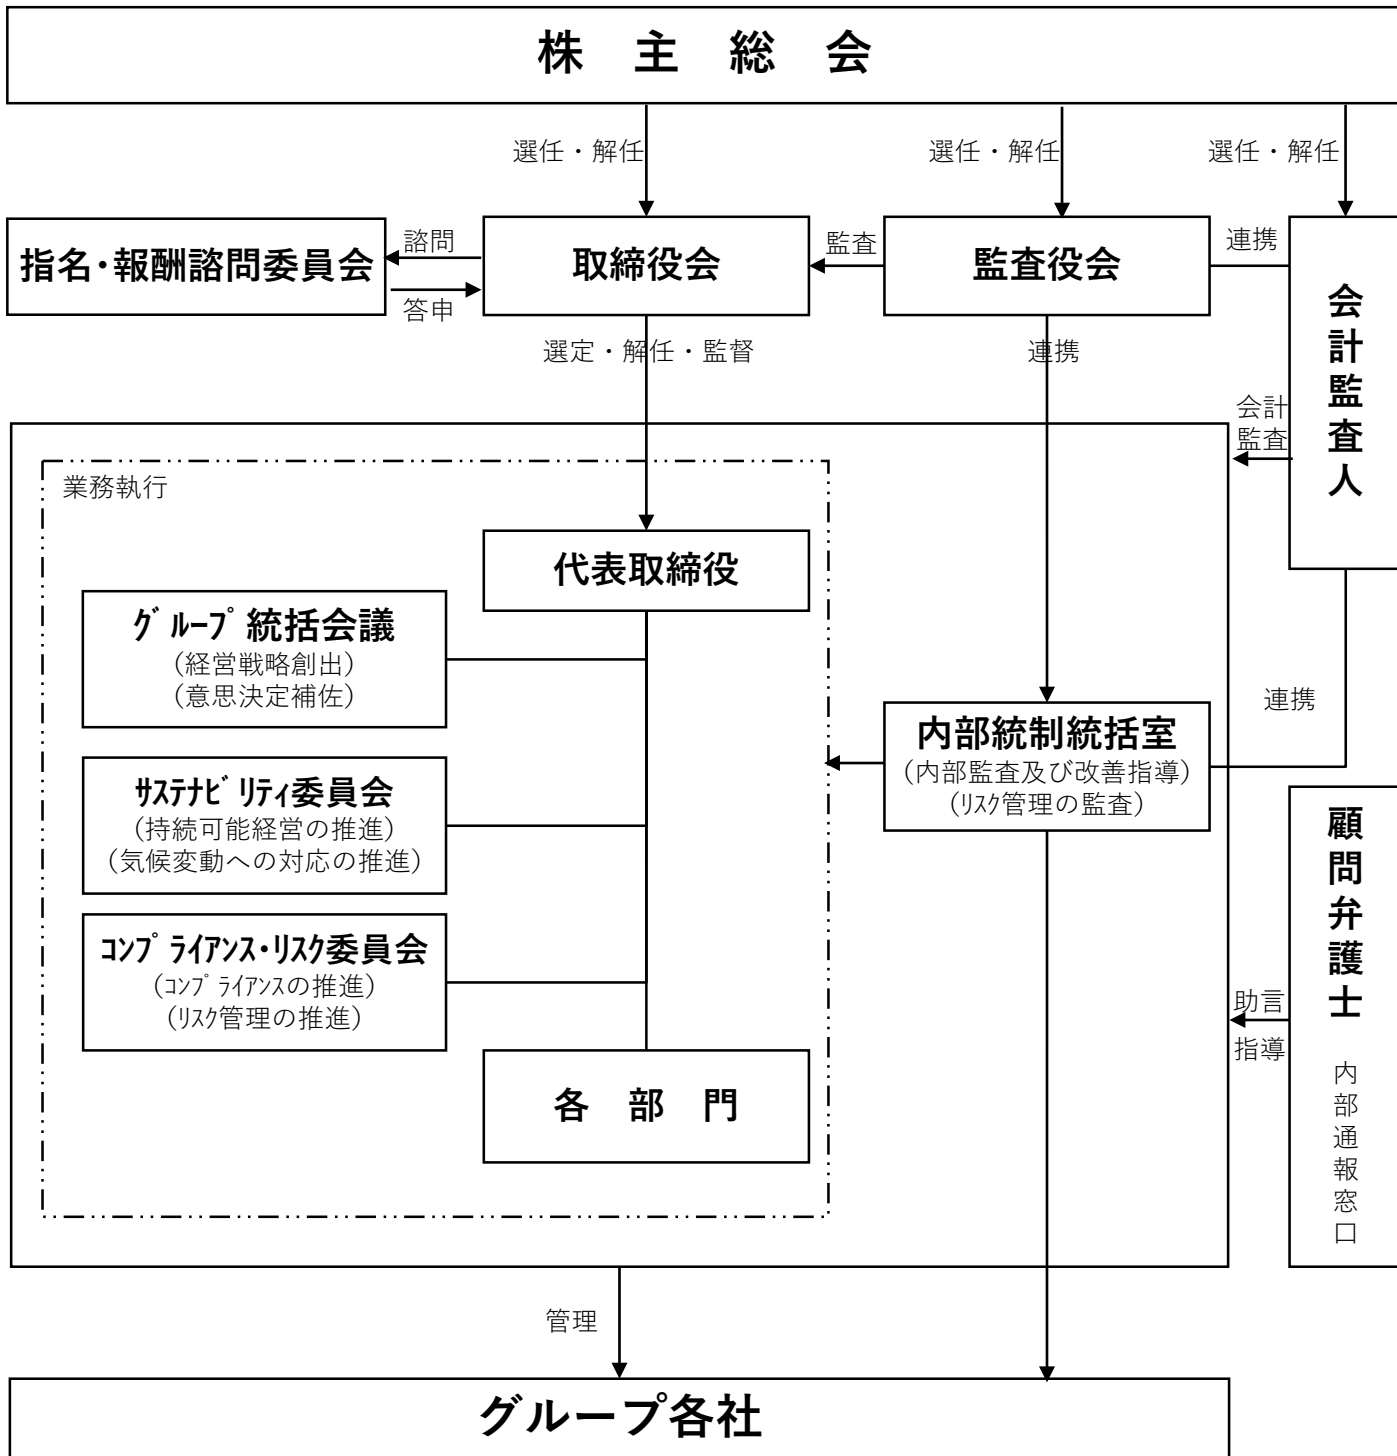 株 主 総 会
選任・解任
選任・解任
選任・解任
指名・報酬諮問委員会
諮問
答申
取締役会
監査
監査役会
連携
会計監査人
選定・解任・監督
連携
会計
監査
業務執行
代表取締役
ｸﾞﾙｰﾌﾟ統括会議
(経営戦略創出)
(意思決定補佐)
内部統制統括室
(内部監査及び改善指導)
(ﾘｽｸ管理の監査)
連携
ｻｽﾃﾅﾋﾞﾘﾃｨ委員会
(持続可能経営の推進)
(気候変動への対応の推進)
ｺﾝﾌﾟﾗｲｱﾝｽ・ﾘｽｸ委員会
(ｺﾝﾌﾟﾗｲｱﾝｽの推進)
(ﾘｽｸ管理の推進)
各 部 門
顧問弁護士
内部通報窓口
助言
指導
管理
グループ各社